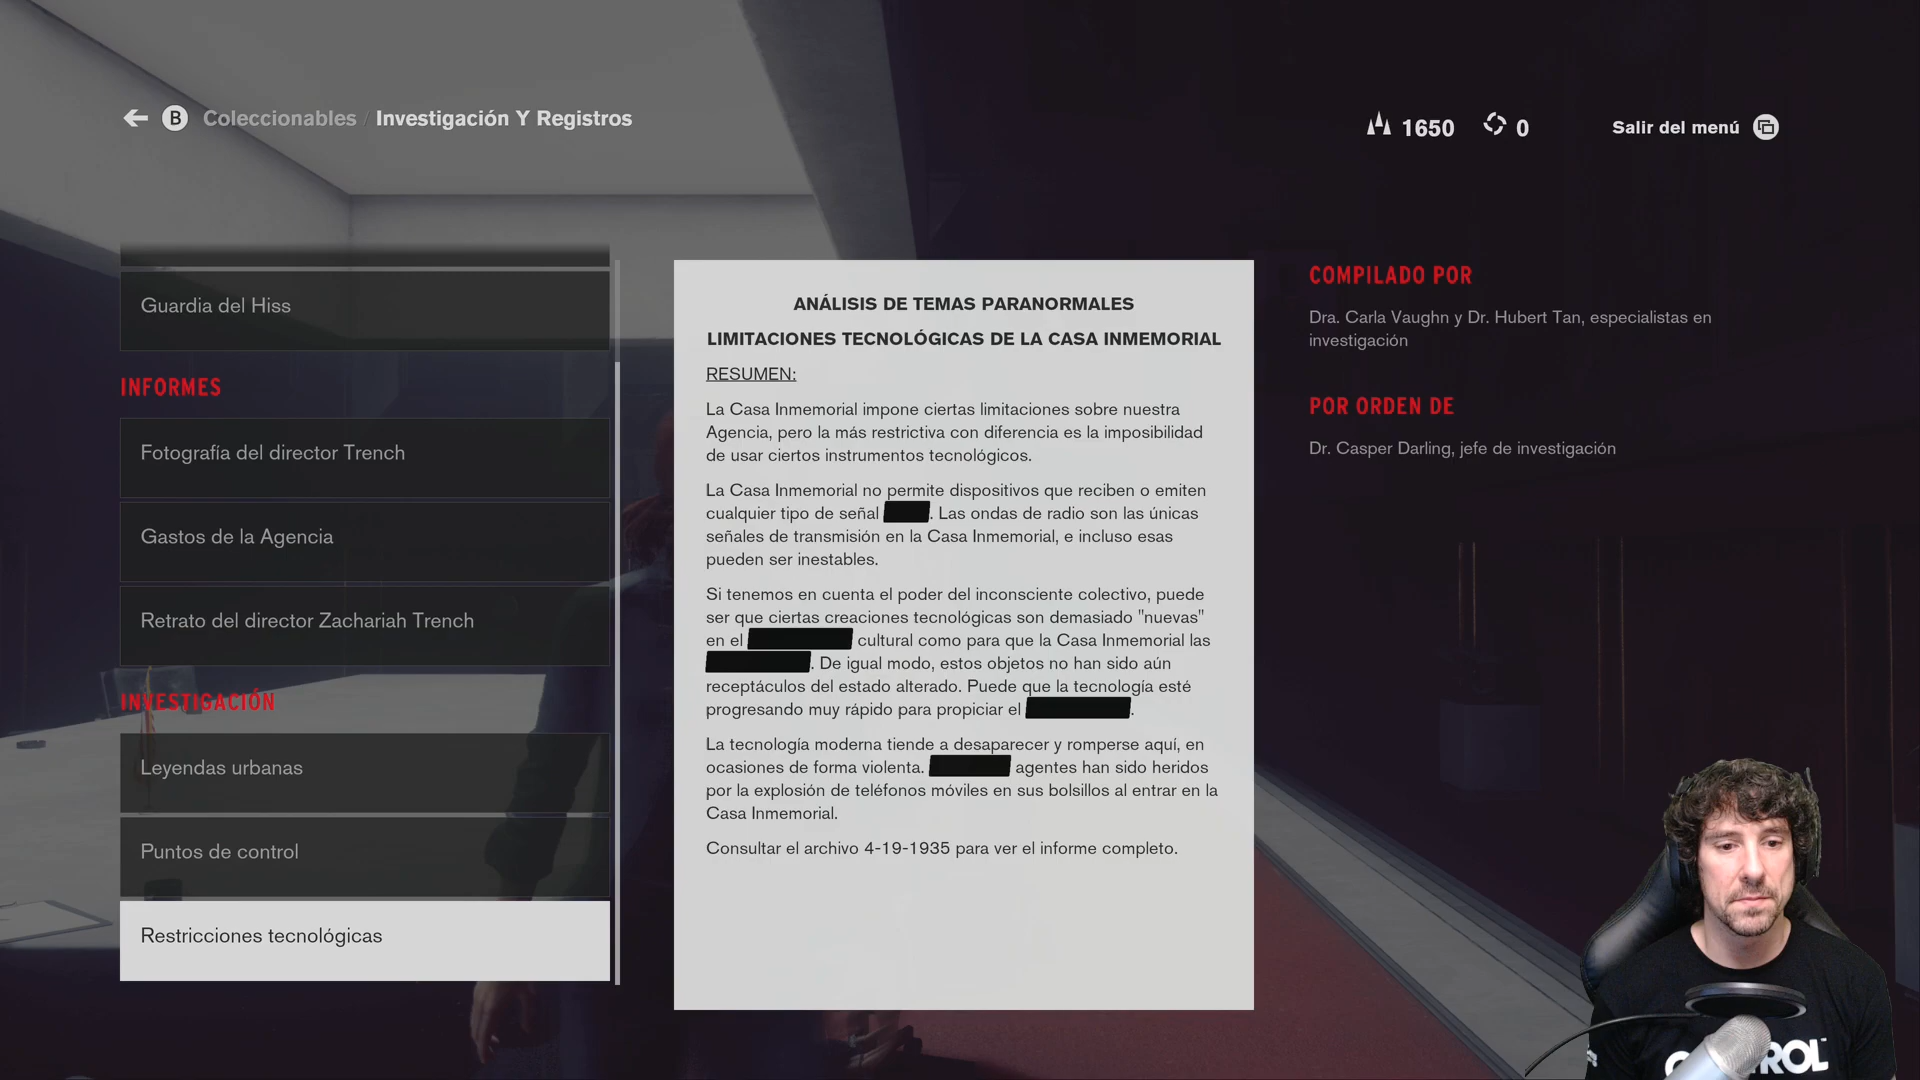 B Coleccionables / Investigación Y Registros
1650 0 Salir del menú
Guardia del Hiss
INFORMES
Fotografía del director Trench
Gastos de la Agencia
Retrato del director Zachariah Trench
INVESTIGACIÓN
Leyendas urbanas
Puntos de control
Restricciones tecnológicas
ANÁLISIS DE TEMAS PARANORMALES
LIMITACIONES TECNOLÓGICAS DE LA CASA INMEMORIAL
RESUMEN:
La Casa Inmemorial impone ciertas limitaciones sobre nuestra
Agencia, pero la más restrictiva con diferencia es la imposibilidad
de usar ciertos instrumentos tecnológicos.
La Casa Inmemorial no permite dispositivos que reciben o emiten
cualquier tipo de señal . Las ondas de radio son las únicas
señales de transmisión en la Casa Inmemorial, e incluso esas
pueden ser inestables.
Si tenemos en cuenta el poder del inconsciente colectivo, puede
ser que ciertas creaciones tecnológicas son demasiado "nuevas"
en el cultural como para que la Casa Inmemorial las
. De igual modo, estos objetos no han sido aún
receptáculos del estado alterado. Puede que la tecnología esté
progresando muy rápido para propiciar el .
La tecnología moderna tiende a desaparecer y romperse aquí, en
ocasiones de forma violenta. agentes han sido heridos
por la explosión de teléfonos móviles en sus bolsillos al entrar en la
Casa Inmemorial.
Consultar el archivo 4-19-1935 para ver el informe completo.
COMPILADO POR
Dra. Carla Vaughn y Dr. Hubert Tan, especialistas en
investigación
POR ORDEN DE
Dr. Casper Darling, jefe de investigación